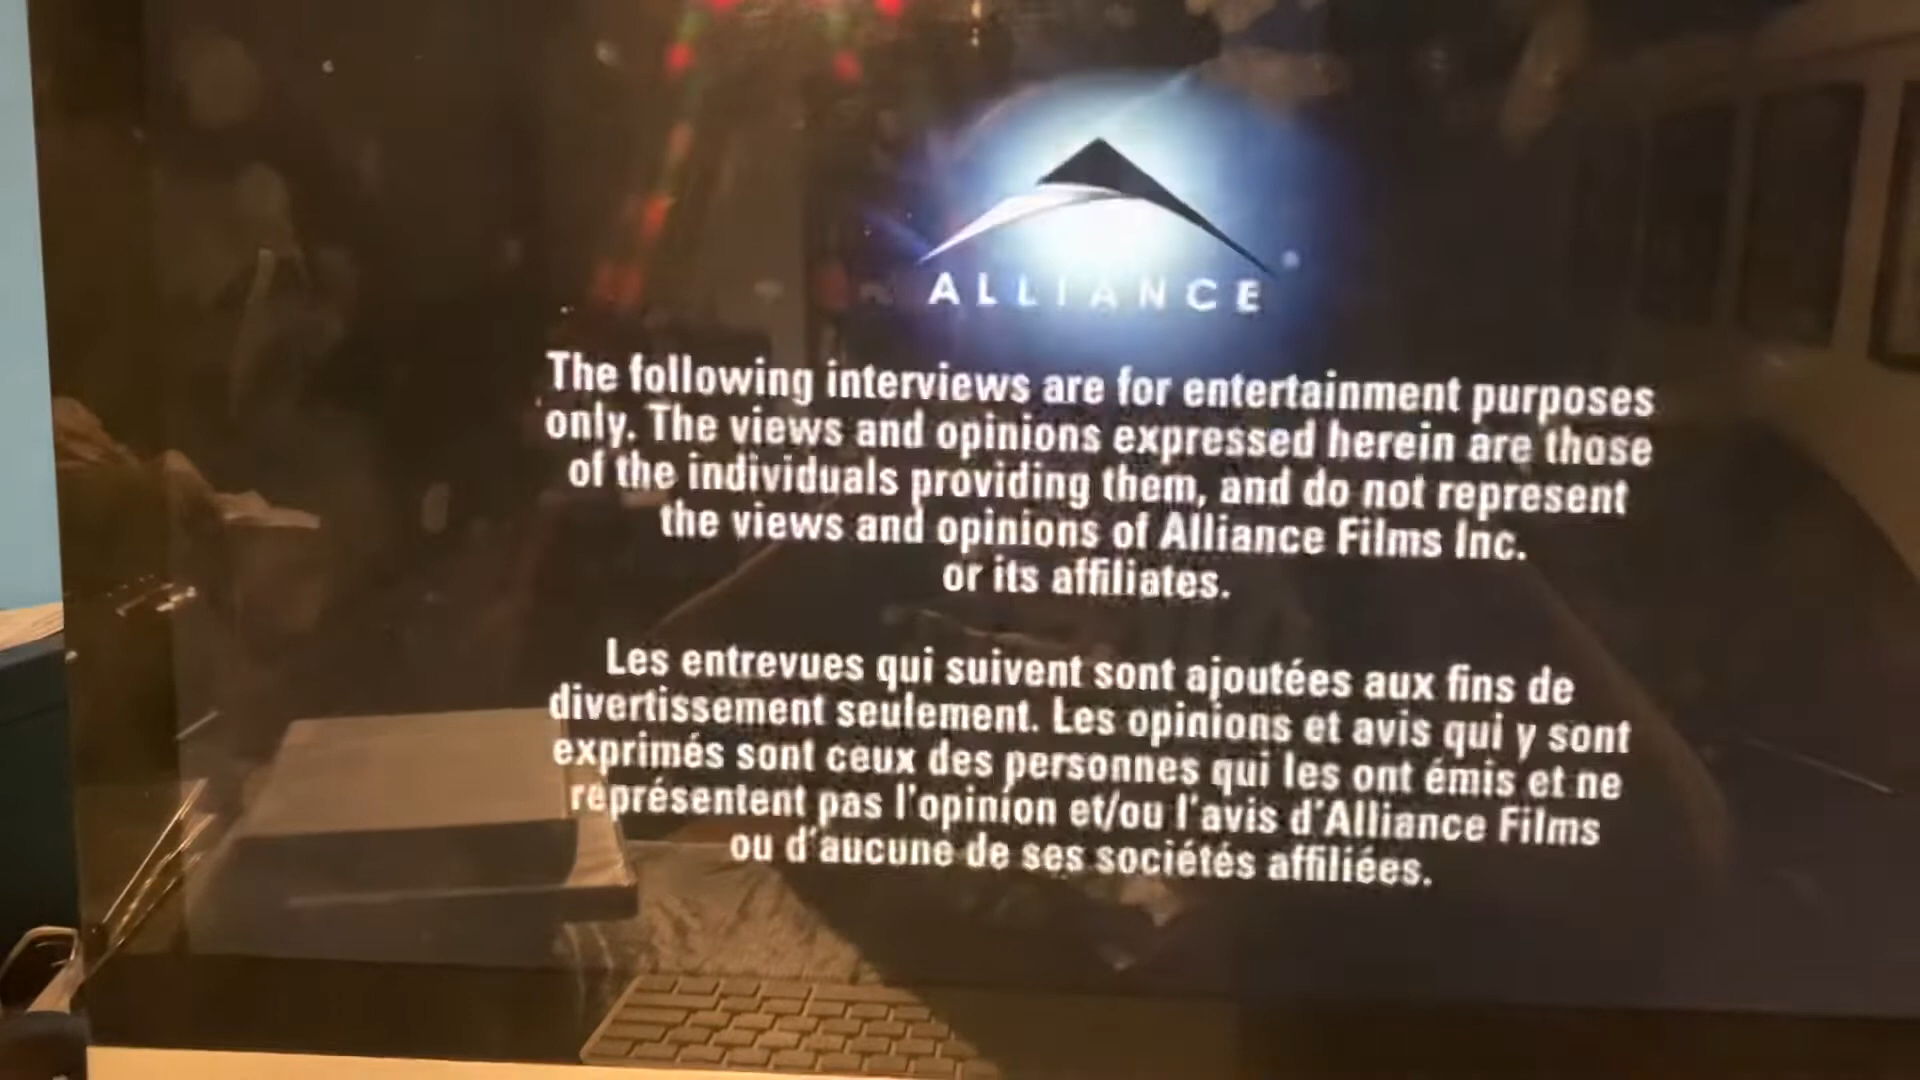 ALLIANCE
The following interviews are for entertainment purposes
only. The views and opinions expressed herein are those
of the individuals providing them, and do not represent
the views and opinions of Alliance Films Inc.
or its affiliates.
Les entrevues qui suivent sont ajoutées aux fins de
divertissement seulement. Les opinions et avis qui y sont
exprimés sont ceux des personnes qui les ont émis et ne
représentent pas l'opinion et/ou l'avis d'Alliance Films
ou d'aucune de ses sociétés affiliées.